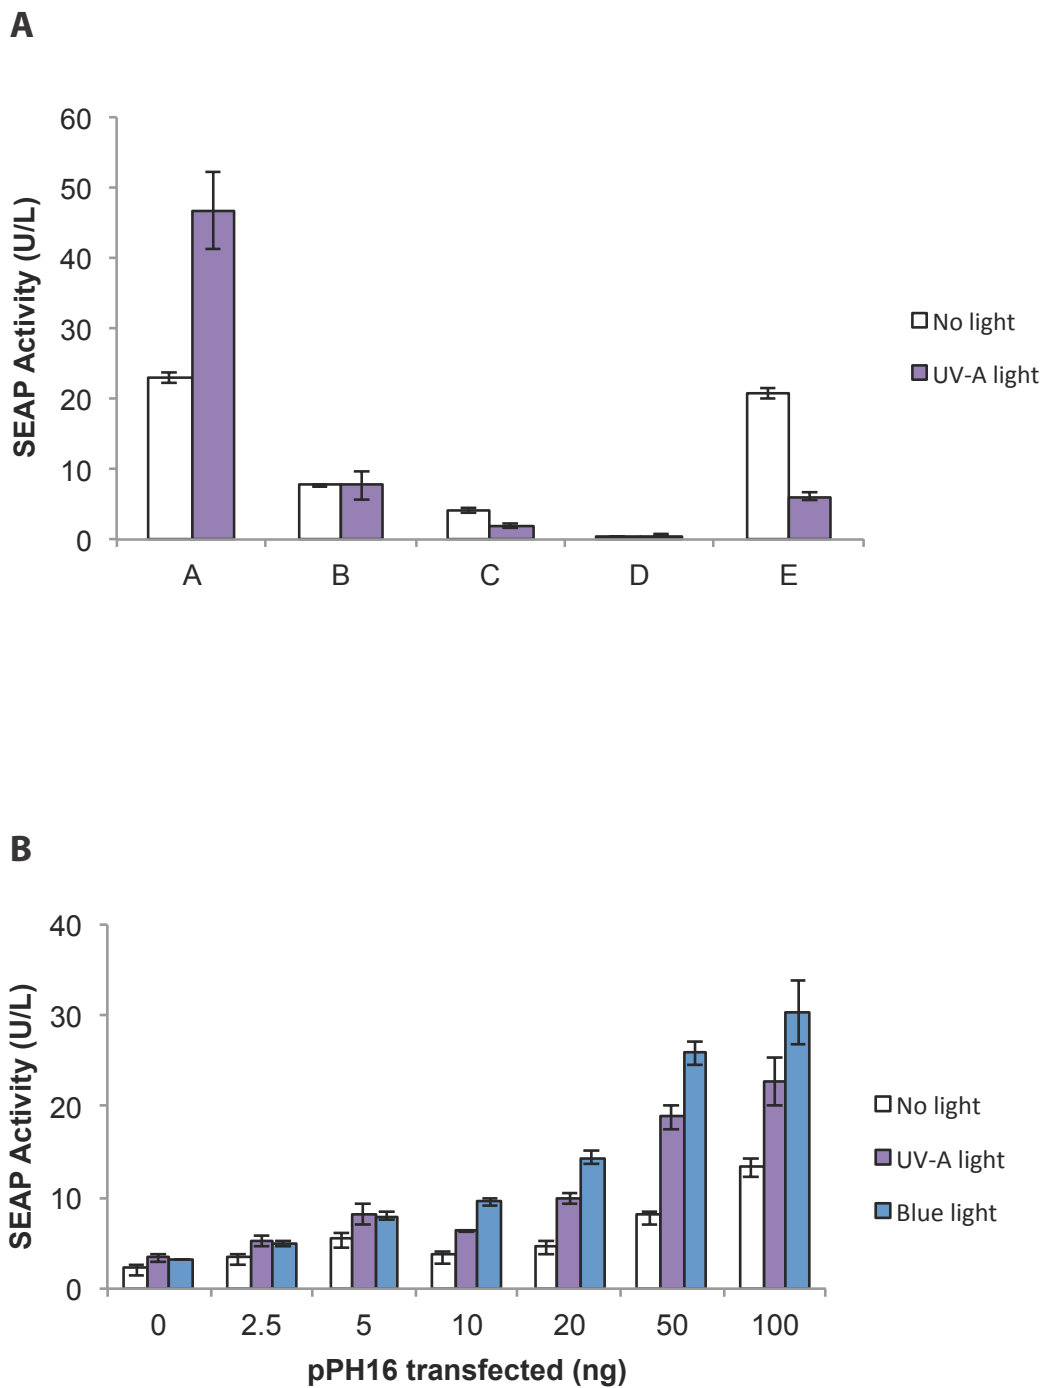 A
60
50
40
30
20
10
0
SEAP Activity (U/L)
A B C D E
No light
UV-A light
B
40
30
20
10
0
SEAP Activity (U/L)
0 2.5 5 10 20 50 100
pPH16 transfected (ng)
No light
UV-A light
Blue light